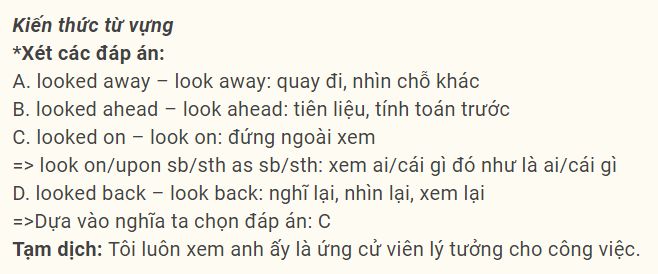 Kiến thức từ vựng
*Xét các đáp án:
A. looked away – look away: quay đi, nhìn chỗ khác
B. looked ahead – look ahead: tiên liệu, tính toán trước
C. looked on – look on: đứng ngoài xem
=> look on/upon sb/sth as sb/sth: xem ai/cái gì đó như là ai/cái gì
D. looked back – look back: nghĩ lại, nhìn lại, xem lại
=>Dựa vào nghĩa ta chọn đáp án: C
Tạm dịch: Tôi luôn xem anh ấy là ứng cử viên lý tưởng cho công việc.